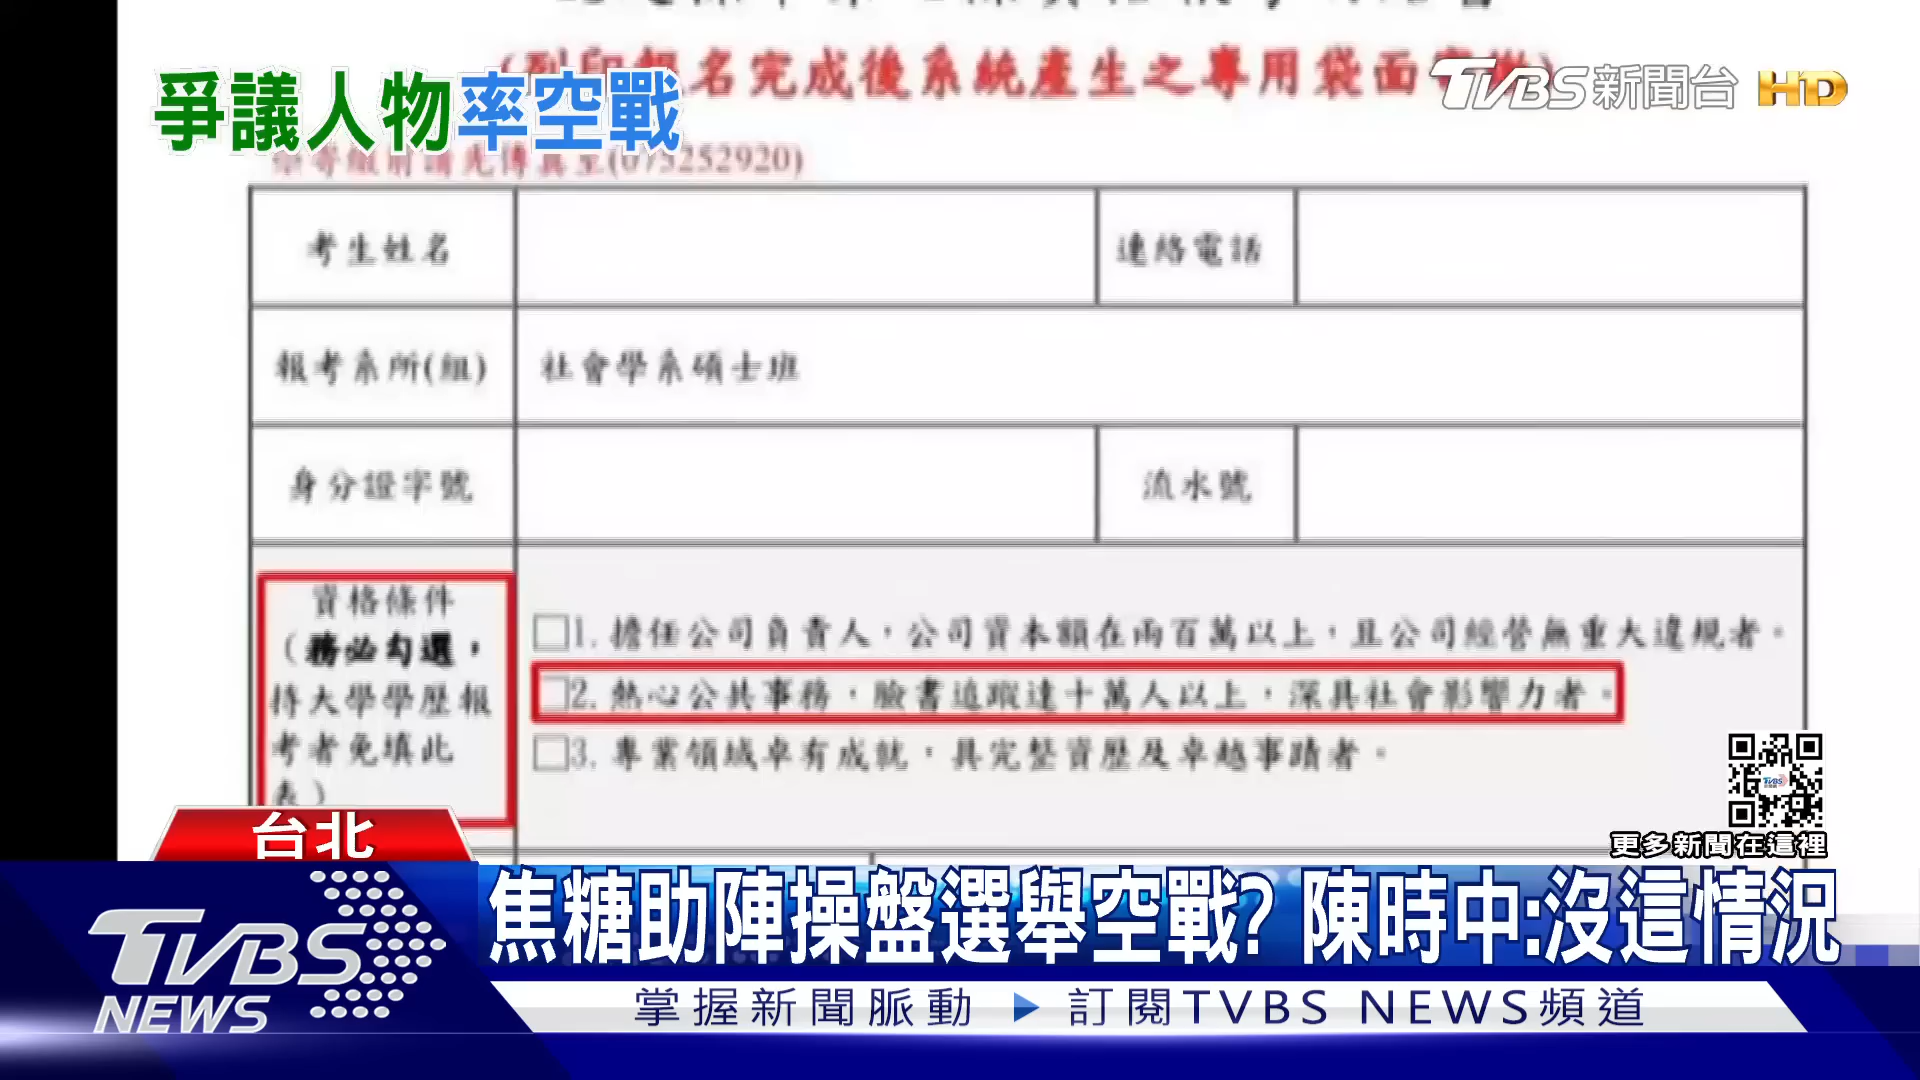 (列印報名完成後系統產生之專用袋面
TVBS新聞台 HD
爭議人物率空戰
(075252920)
考生姓名
連絡電話
報考系所(組)
社會學系碩士班
身分證字號
流水號
資格條件
(務必勾選，
持大學學歷報
考者免填此
表)
□1. 擔任公司負責人，公司資本額在兩百萬以上，且公司經營無重大違規者。
□2. 熱心公共事務，臉書追蹤達十萬人以上，深具社會影響力者。
□3. 專業領域卓有成就，具完整資歷及卓越事蹟者。
TVBS
更多新聞在這裡
台北
焦糖助陣操盤選舉空戰? 陳時中:沒這情況
TVBS NEWS
掌握新聞脈動 ▶ 訂閱TVBS NEWS頻道